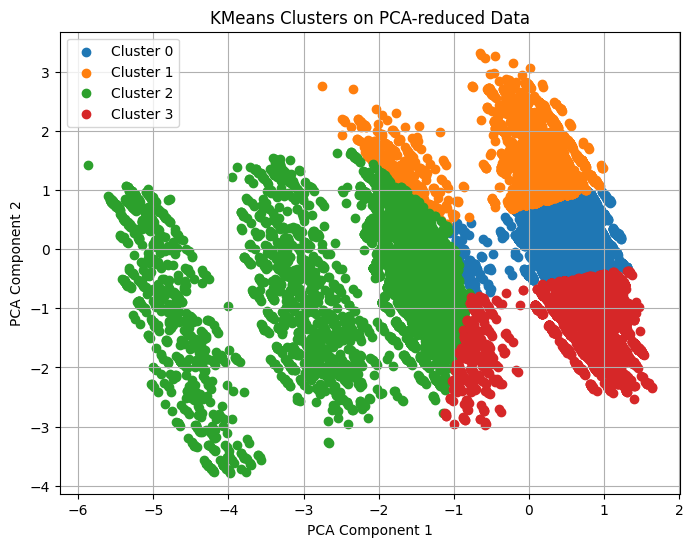 KMeans Clusters on PCA-reduced Data
Cluster 0
Cluster 1
Cluster 2
Cluster 3
PCA Component 2
3
2
1
0
−1
−2
−3
−4
−6 −5 −4 −3 −2 −1 0 1 2
PCA Component 1